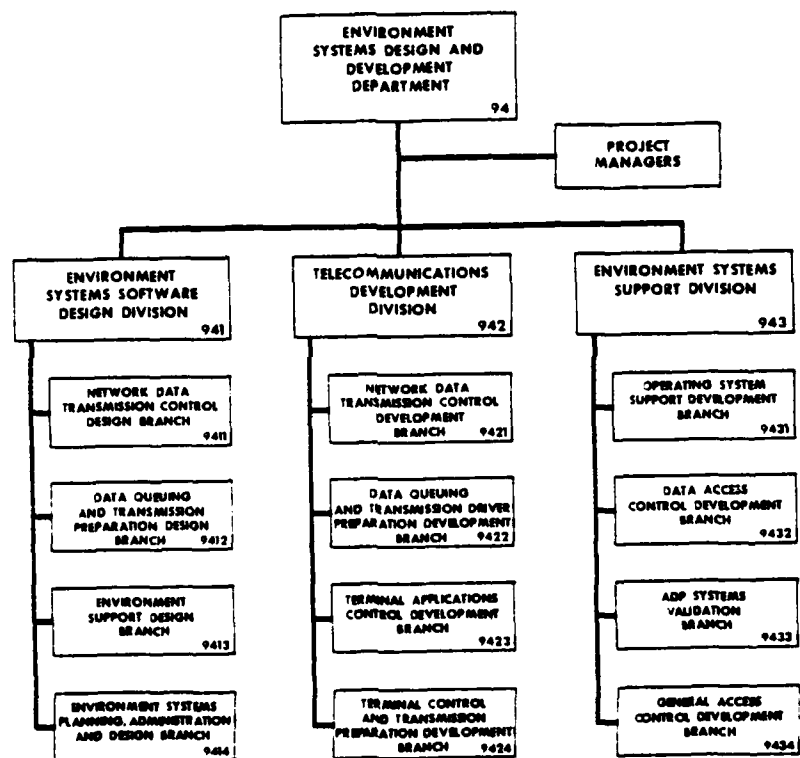 ENVIRONMENT
SYSTEMS DESIGN AND
DEVELOPMENT
DEPARTMENT
94
PROJECT
MANAGERS
ENVIRONMENT
SYSTEMS SOFTWARE
DESIGN DIVISION
941
NETWORK DATA
TRANSMISSION CONTROL
DESIGN BRANCH
9411
DATA QUEUING
AND TRANSMISSION
PREPARATION DESIGN
BRANCH
9412
ENVIRONMENT
SUPPORT DESIGN
BRANCH
9413
ENVIRONMENT SYSTEMS
PLANNING, ADMINISTRATION
AND DESIGN BRANCH
9414
TELECOMMUNICATIONS
DEVELOPMENT
DIVISION
942
NETWORK DATA
TRANSMISSION CONTROL
DEVELOPMENT
BRANCH
9421
DATA QUEUING
AND TRANSMISSION DRIVER
PREPARATION DEVELOPMENT
BRANCH
9422
TERMINAL APPLICATIONS
CONTROL DEVELOPMENT
BRANCH
9423
TERMINAL CONTROL
AND TRANSMISSION
PREPARATION DEVELOPMENT
BRANCH
9424
ENVIRONMENT SYSTEMS
SUPPORT DIVISION
943
OPERATING SYSTEM
SUPPORT DEVELOPMENT
BRANCH
9431
DATA ACCESS
CONTROL DEVELOPMENT
BRANCH
9432
ADP SYSTEMS
VALIDATION
BRANCH
9433
GENERAL ACCESS
CONTROL DEVELOPMENT
BRANCH
9434